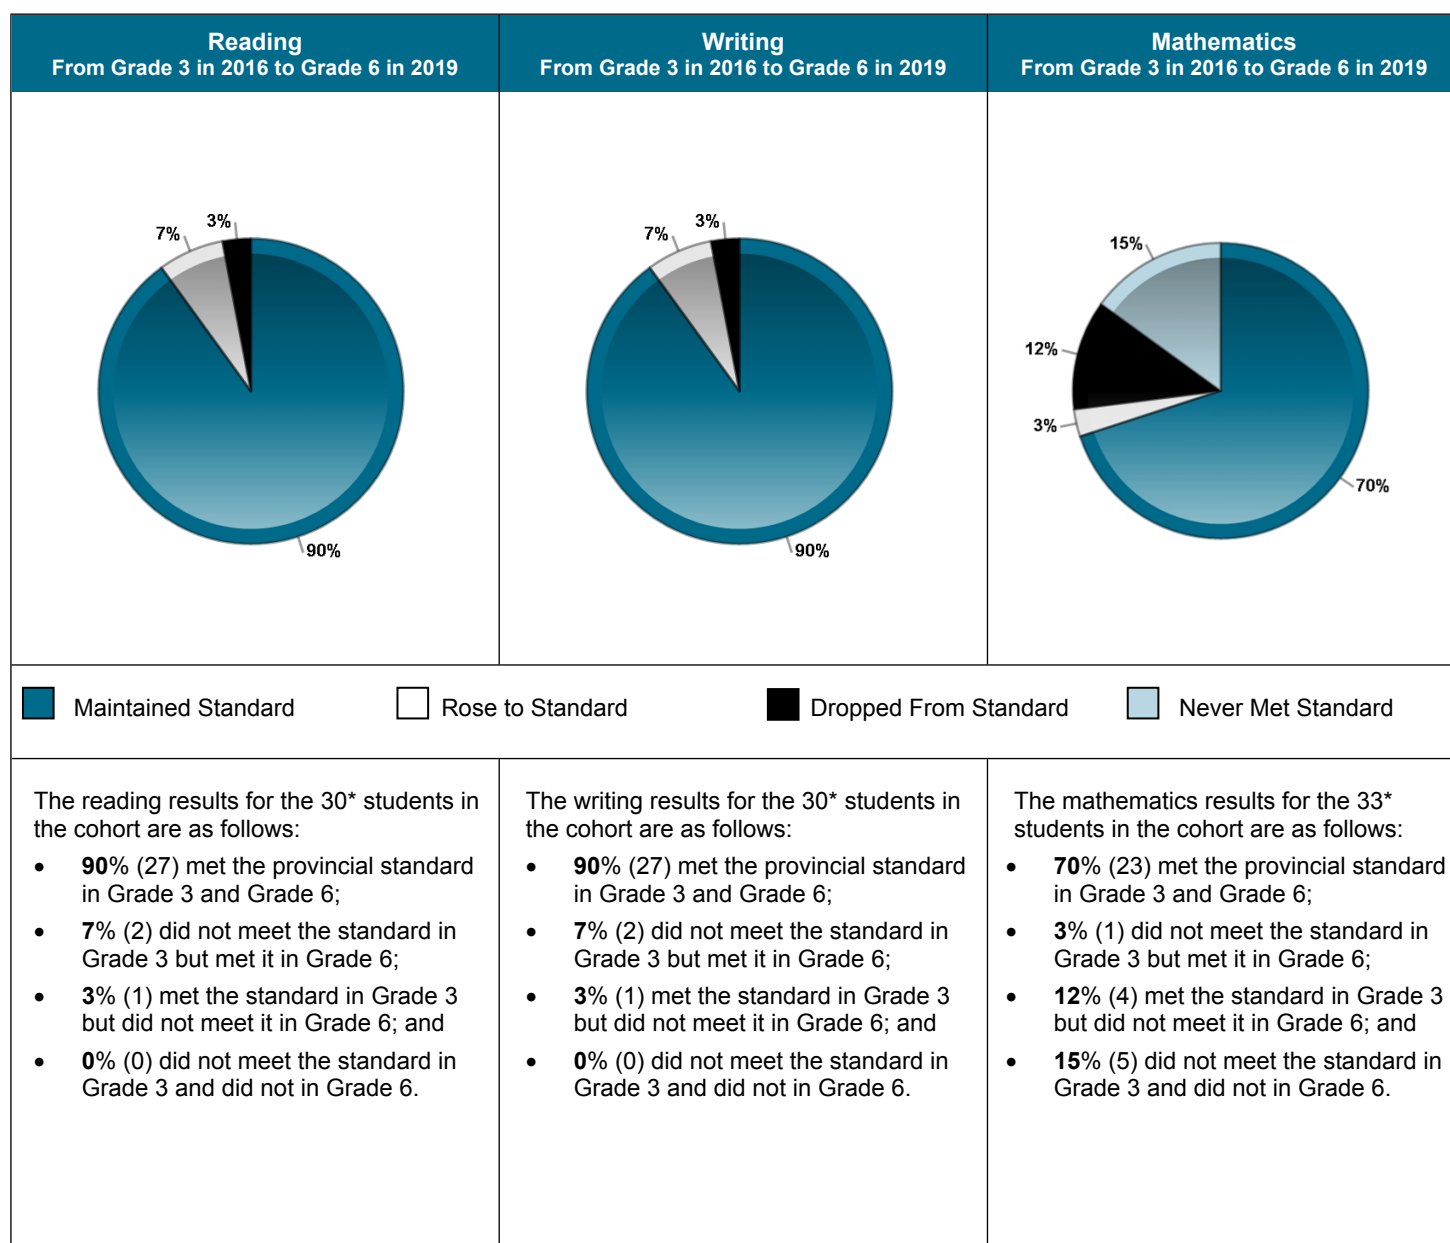 Reading
From Grade 3 in 2016 to Grade 6 in 2019
Writing
From Grade 3 in 2016 to Grade 6 in 2019
Mathematics
From Grade 3 in 2016 to Grade 6 in 2019
7%
3%
90%
7%
3%
90%
15%
12%
3%
70%
Maintained Standard
Rose to Standard
Dropped From Standard
Never Met Standard
The reading results for the 30* students in
the cohort are as follows:
• 90% (27) met the provincial standard
in Grade 3 and Grade 6;
• 7% (2) did not meet the standard in
Grade 3 but met it in Grade 6;
• 3% (1) met the standard in Grade 3
but did not meet it in Grade 6; and
• 0% (0) did not meet the standard in
Grade 3 and did not in Grade 6.
The writing results for the 30* students in
the cohort are as follows:
• 90% (27) met the provincial standard
in Grade 3 and Grade 6;
• 7% (2) did not meet the standard in
Grade 3 but met it in Grade 6;
• 3% (1) met the standard in Grade 3
but did not meet it in Grade 6; and
• 0% (0) did not meet the standard in
Grade 3 and did not in Grade 6.
The mathematics results for the 33*
students in the cohort are as follows:
• 70% (23) met the provincial standard
in Grade 3 and Grade 6;
• 3% (1) did not meet the standard in
Grade 3 but met it in Grade 6;
• 12% (4) met the standard in Grade 3
but did not meet it in Grade 6; and
• 15% (5) did not meet the standard in
Grade 3 and did not in Grade 6.